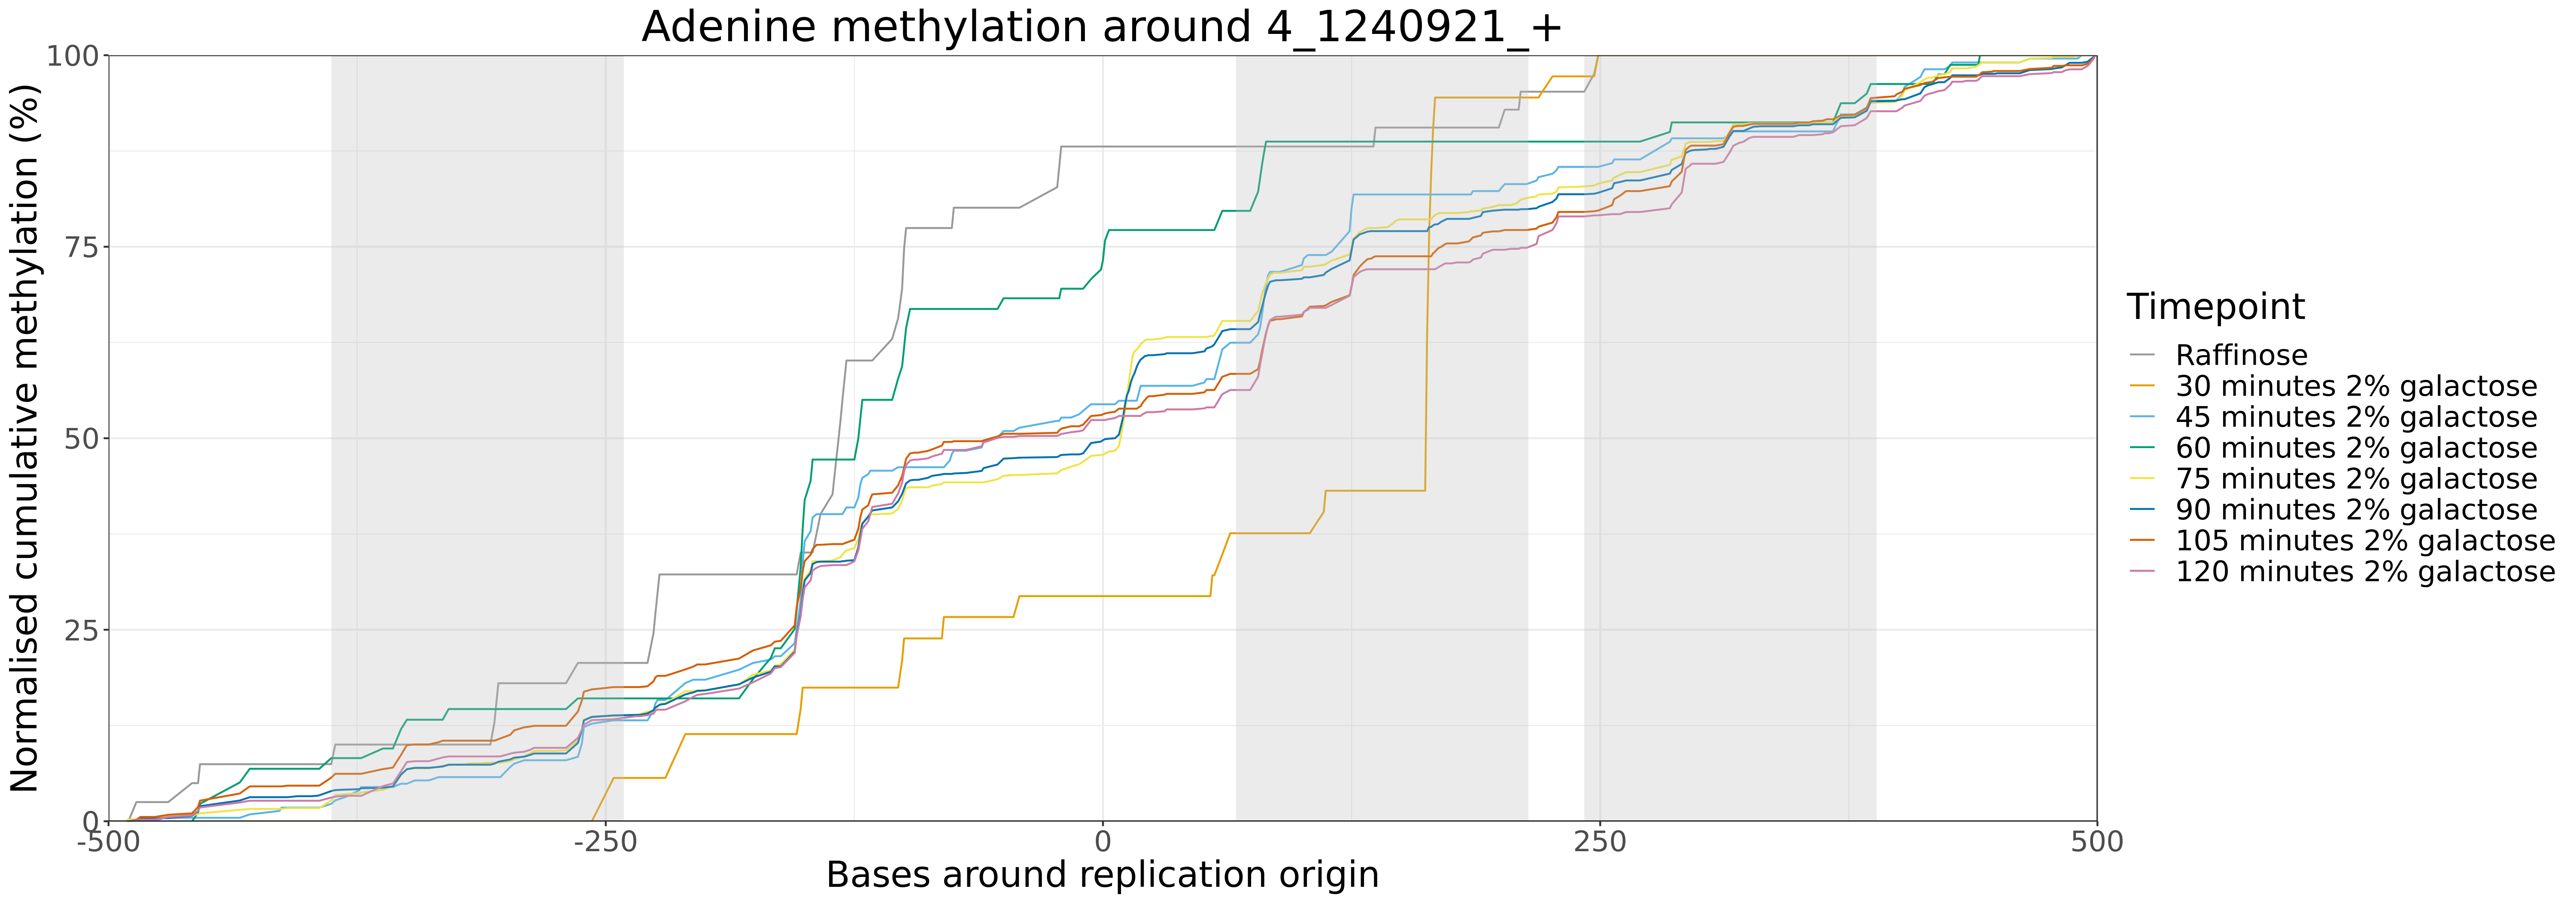 Adenine methylation around 4_1240921_+
Normalised cumulative methylation (%)
100
75
50
25
0
-500
-250
0
250
500
Bases around replication origin
Timepoint
Raffinose
30 minutes 2% galactose
45 minutes 2% galactose
60 minutes 2% galactose
75 minutes 2% galactose
90 minutes 2% galactose
105 minutes 2% galactose
120 minutes 2% galactose